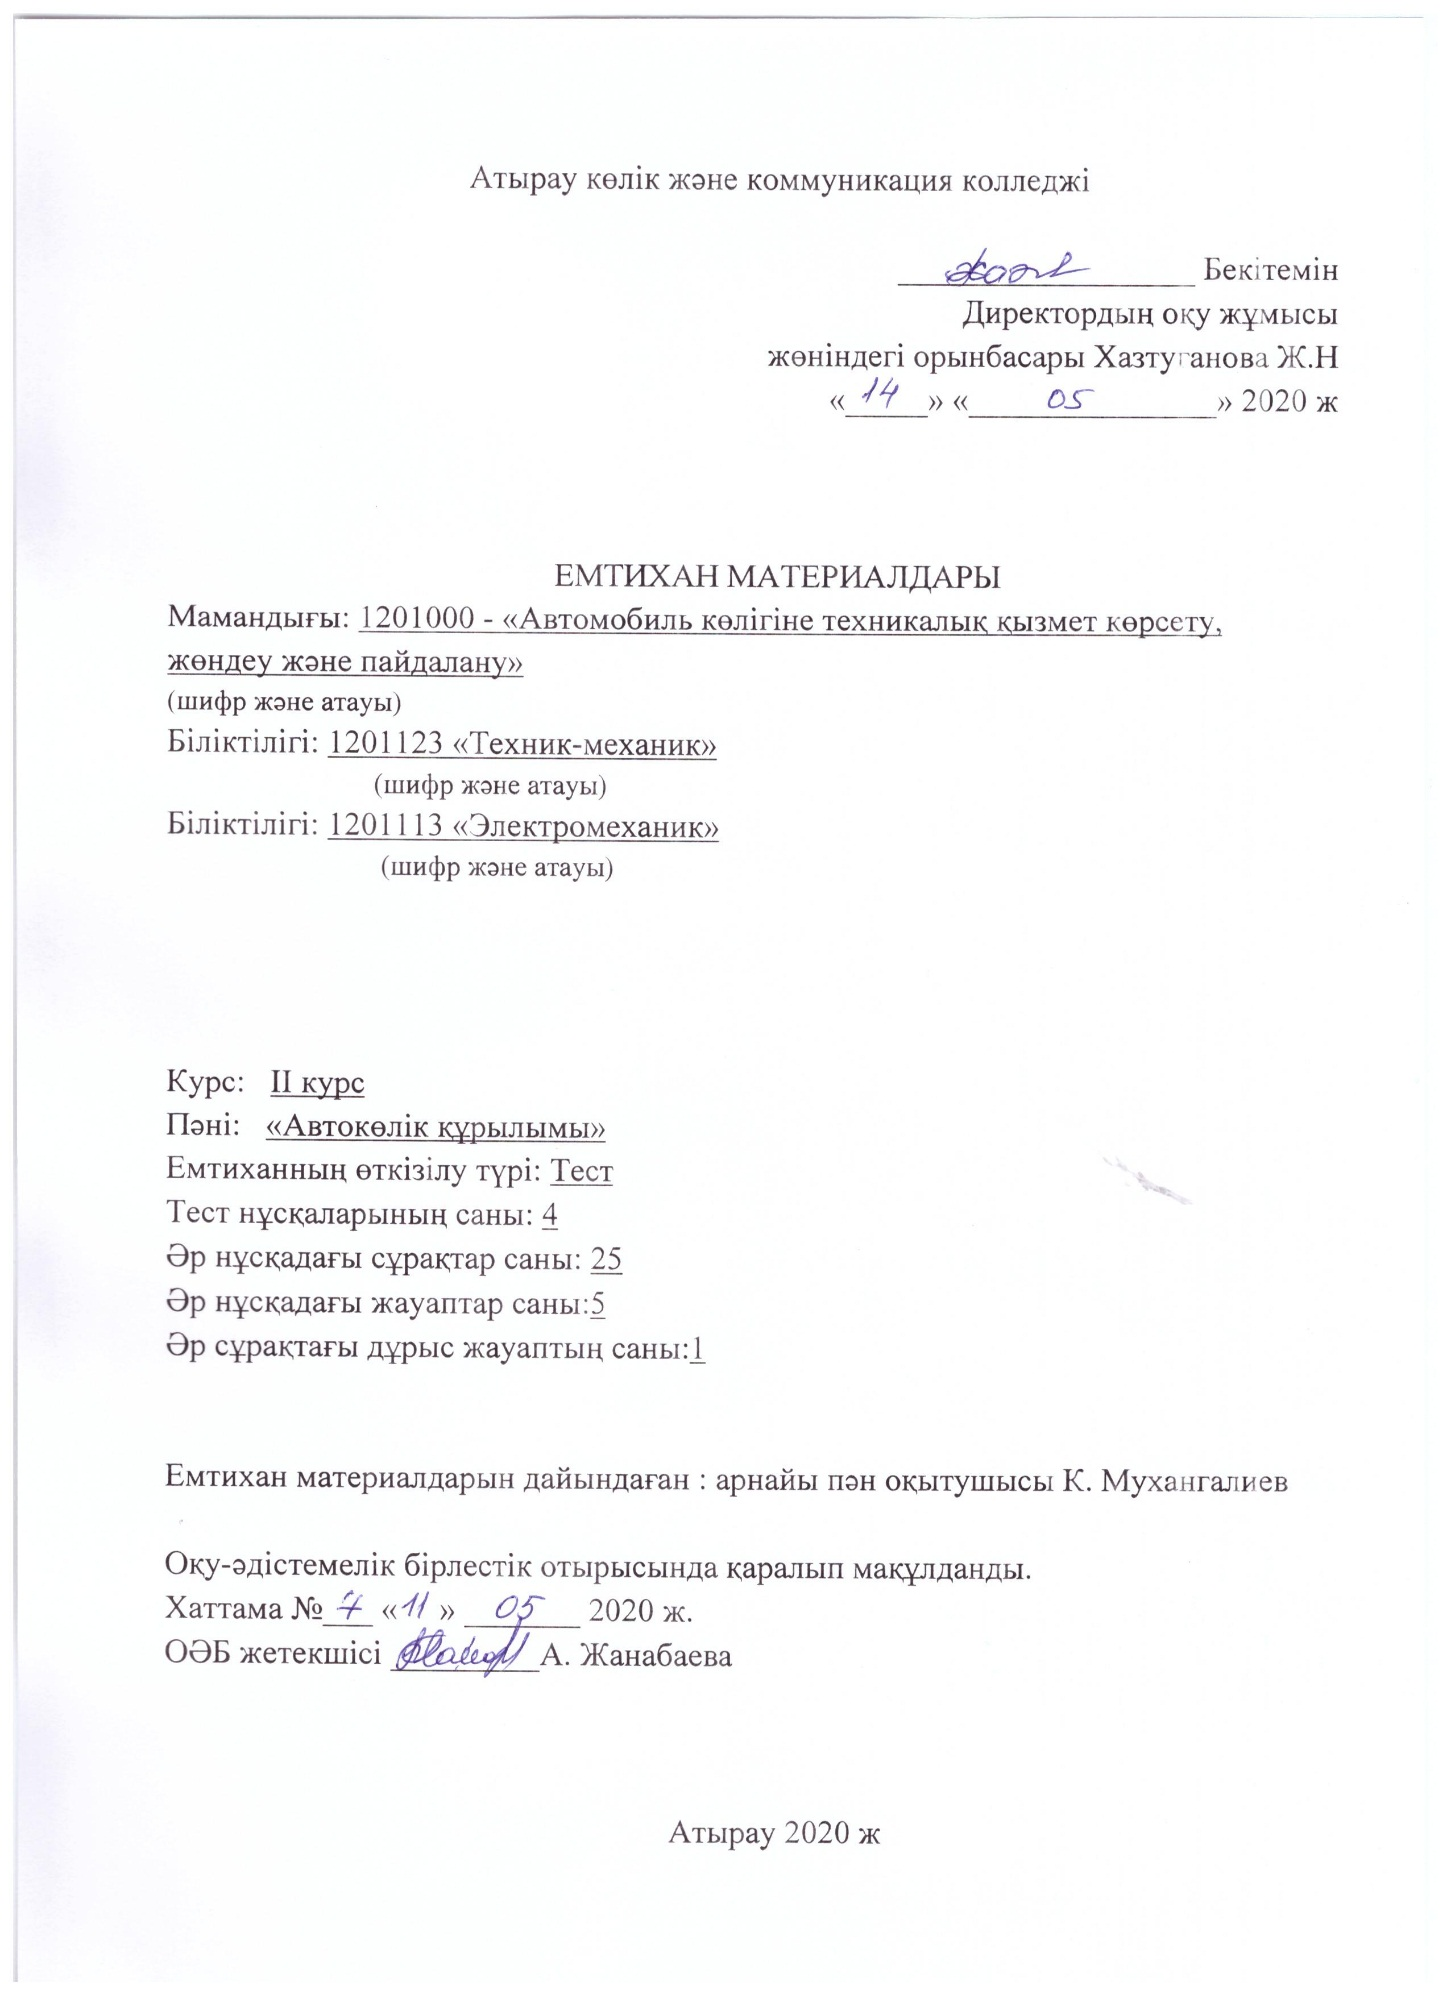 Атырау көлік және коммуникация колледжі
__________________ Бекітемін
Директордың оқу жұмысы
жөніндегі орынбасары Хазтуганова Ж.Н
«14» «05» 2020 ж
ЕМТИХАН МАТЕРИАЛДАРЫ
Мамандығы: 1201000 - «Автомобиль көлігіне техникалық қызмет көрсету,
жөндеу және пайдалану»
(шифр және атауы)
Біліктілігі: 1201123 «Техник-механик»
(шифр және атауы)
Біліктілігі: 1201113 «Электромеханик»
(шифр және атауы)
Курс: II курс
Пәні: «Автокөлік құрылымы»
Емтиханның өткізілу түрі: Тест
Тест нұсқаларының саны: 4
Әр нұсқадағы сұрақтар саны: 25
Әр нұсқадағы жауаптар саны:5
Әр сұрақтағы дұрыс жауаптың саны:1
Емтихан материалдарын дайындаған : арнайы пән оқытушысы К. Мухангалиев
Оқу-әдістемелік бірлестік отырысында қаралып мақұлданды.
Хаттама № 7 «11» 05 2020 ж.
ОӘБ жетекшісі _________А. Жанабаева
Атырау 2020 ж